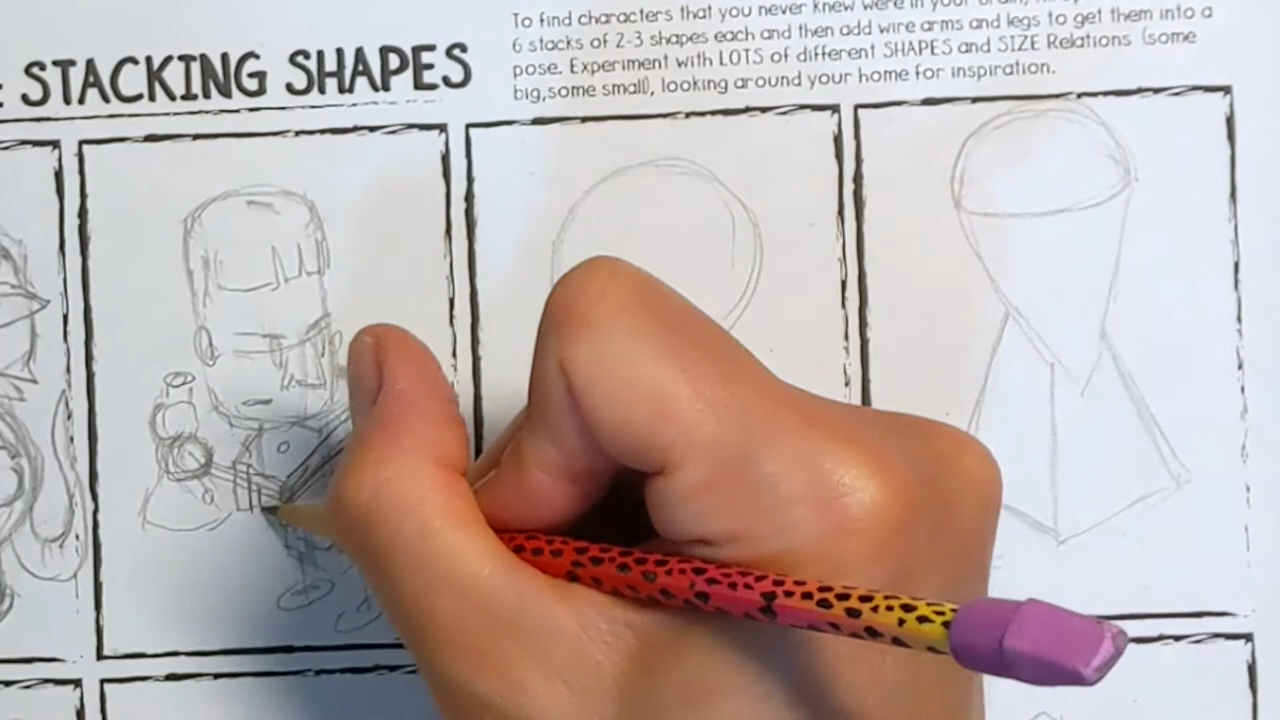 : STACKING SHAPES
To find characters that you never knew were in your
6 stacks of 2-3 shapes each and then add wire arms and legs to get them into a
pose. Experiment with LOTS of different SHAPES and SIZE Relations (some
big,some small), looking around your home for inspiration.